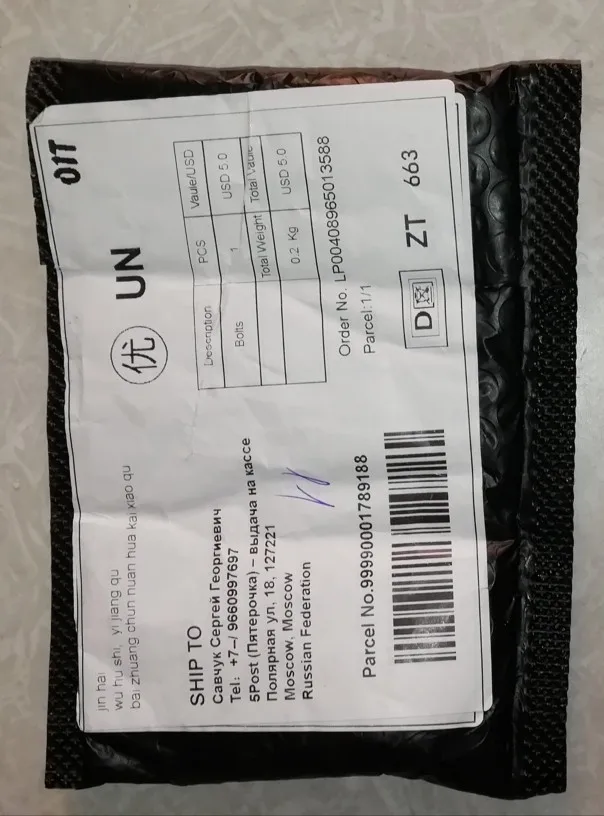 jin hai
wu hu shi, yi jiang qu
bai zhuang chun nuan hua kai xiao qu
优
UN
01T
SHIP TO
Савчук Сергей Георгиевич
Tel: +7–/ 9660997697
5Post (Пятерочка) – выдача на кассе
Полярная ул, 18, 127221
Moscow, Moscow
Russian Federation
Description PCS Vaule/USD
Bolts 1 USD 5.0
Total Weight Total Vaule
0.2 Kg USD 5.0
Order No. LP00408965013588
Parcel:1/1
Parcel No.99990001789188
D
ZT 663